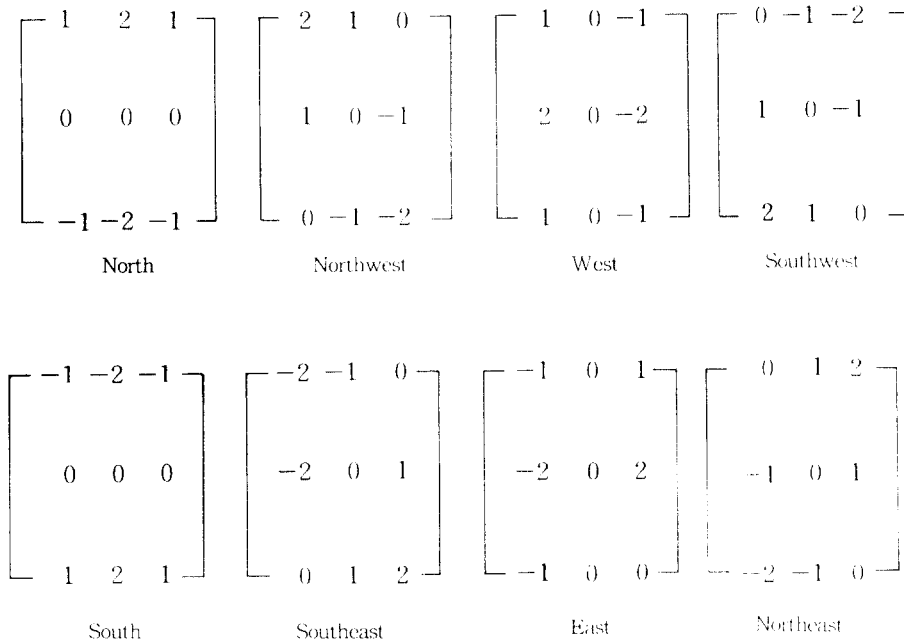 1 2 1 2 1 0 1 0 −1 0 −1 −2
0 0 0 1 0 −1 2 0 −2 1 0 −1
−1 −2 −1 0 −1 −2 1 0 −1 2 1 0
North Northwest West Southwest
−1 −2 −1 −2 −1 0 −1 0 1 0 1 2
0 0 0 −2 0 1 −2 0 2 −1 0 1
1 2 1 0 1 2 −1 0 0 −2 −1 0
South Southeast East Northeast